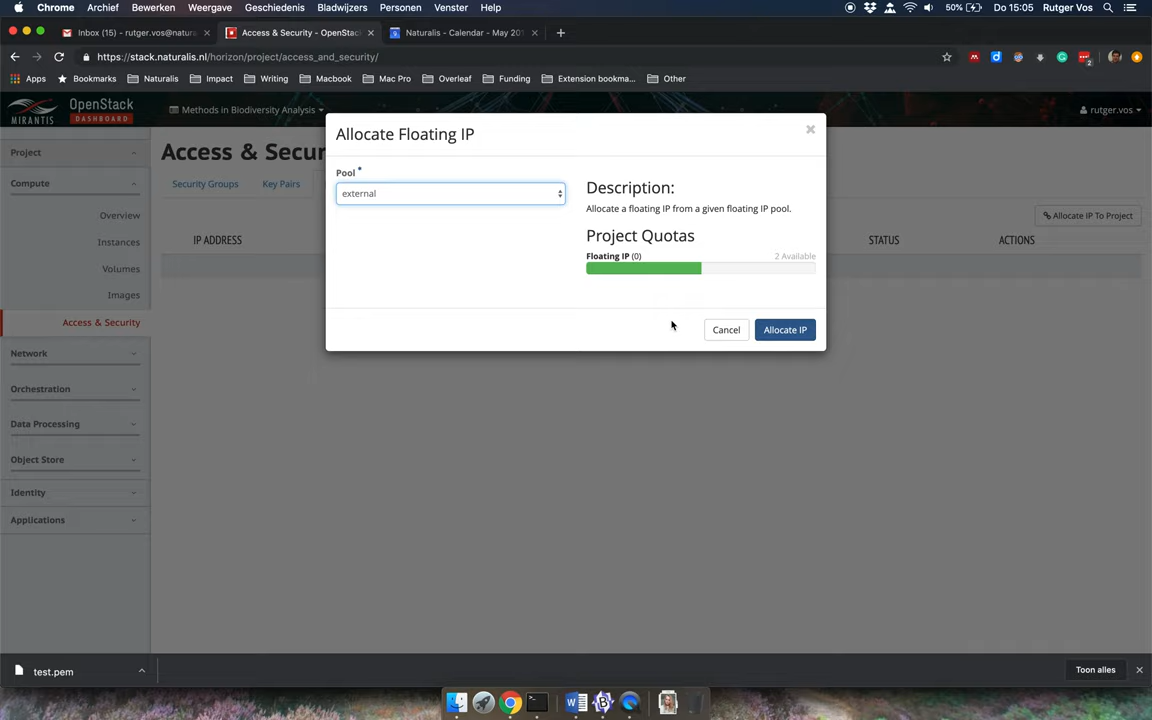 Chrome Archief Bewerken Weergave Geschiedenis Bladwijzers Personen Venster Help 50% Do 15:05 Rutger Vos
Inbox (15) - rutger.vos@natura Access & Security - OpenStac Naturalis - Calendar - May 201
https://stack.naturalis.nl/horizon/project/access_and_security/
Apps Bookmarks Naturalis Impact Writing Macbook Mac Pro Overleaf Funding Extension bookma... Other
MIRANTIS OpenStack DASHBOARD Methods in Biodiversity Analysis rutger.vos
Project
Compute
Overview
Instances
Volumes
Images
Access & Security
Network
Orchestration
Data Processing
Object Store
Identity
Applications
Access & Secur
Security Groups Key Pairs
Allocate IP To Project
IP ADDRESS STATUS ACTIONS
Allocate Floating IP
Pool *
external
Description:
Allocate a floating IP from a given floating IP pool.
Project Quotas
Floating IP (0) 2 Available
Cancel Allocate IP
test.pem Toon alles